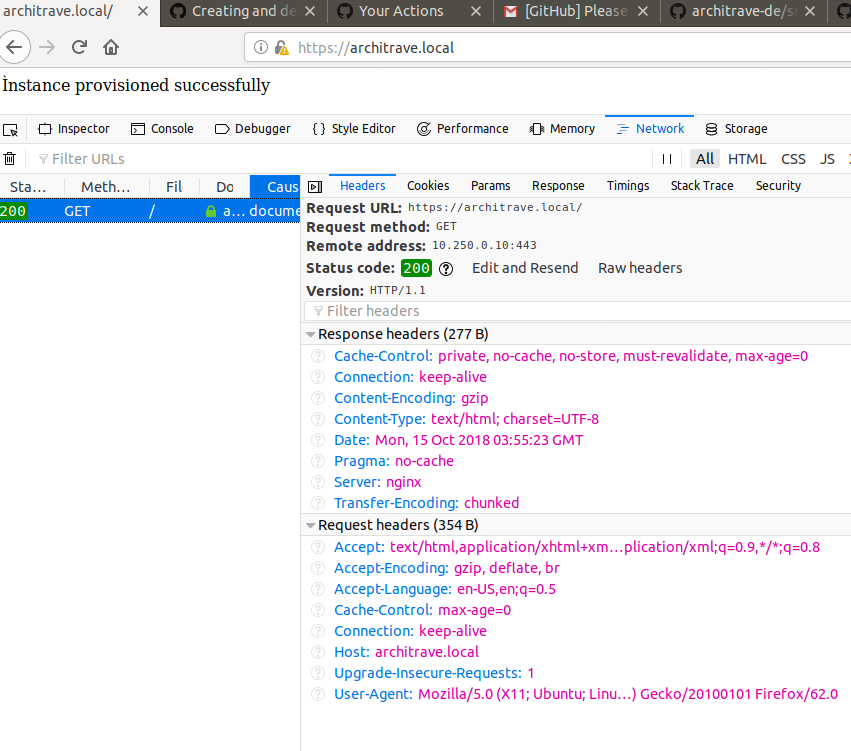 architrave.local/ Creating and de Your Actions [GitHub] Please architrave-de/
https://architrave.local
Ìnstance provisioned successfully
Inspector Console Debugger { } Style Editor Performance Memory Network Storage
Filter URLs All HTML CSS JS
Sta… Meth… Fil Do Caus Headers Cookies Params Response Timings Stack Trace Security
200 GET / a… docume
Request URL: https://architrave.local/
Request method: GET
Remote address: 10.250.0.10:443
Status code: 200 Edit and Resend Raw headers
Version: HTTP/1.1
Filter headers
Response headers (277 B)
Cache-Control: private, no-cache, no-store, must-revalidate, max-age=0
Connection: keep-alive
Content-Encoding: gzip
Content-Type: text/html; charset=UTF-8
Date: Mon, 15 Oct 2018 03:55:23 GMT
Pragma: no-cache
Server: nginx
Transfer-Encoding: chunked
Request headers (354 B)
Accept: text/html,application/xhtml+xm…plication/xml;q=0.9,*/*;q=0.8
Accept-Encoding: gzip, deflate, br
Accept-Language: en-US,en;q=0.5
Cache-Control: max-age=0
Connection: keep-alive
Host: architrave.local
Upgrade-Insecure-Requests: 1
User-Agent: Mozilla/5.0 (X11; Ubuntu; Linu…) Gecko/20100101 Firefox/62.0